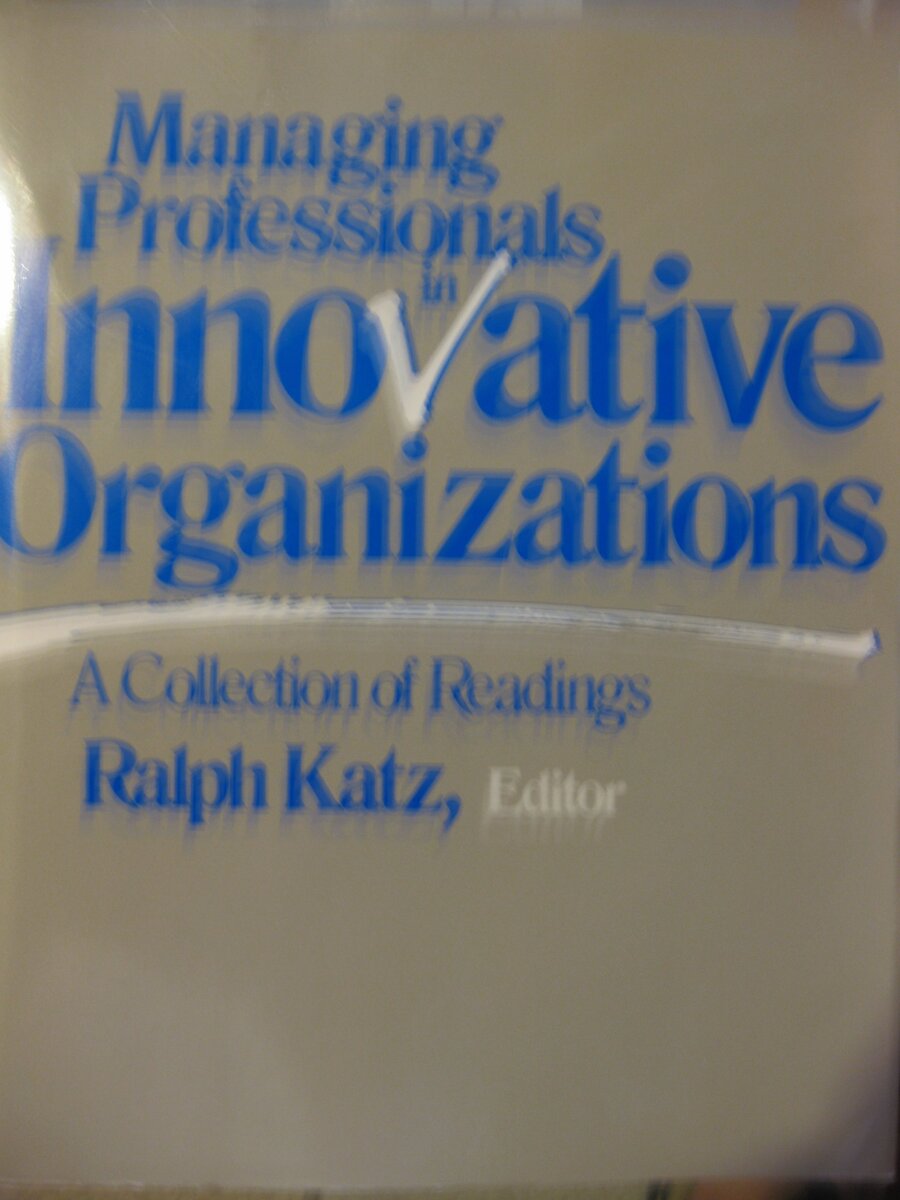 Managing
Professionals
in
Innovative
Organizations
A Collection of Readings
Ralph Katz, Editor